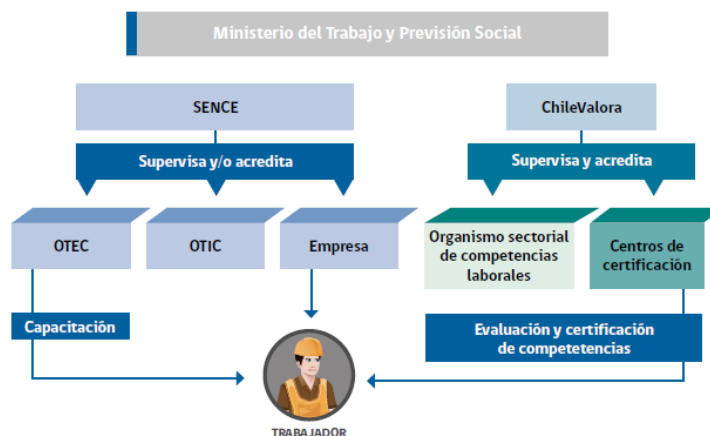 Ministerio del Trabajo y Previsión Social
SENCE
ChileValora
Supervisa y/o acredita
Supervisa y acredita
OTEC
OTIC
Empresa
Organismo sectorial
de competencias
laborales
Centros de
certificación
Capacitación
Evaluación y certificación
de competetencias
TRABAJADOR